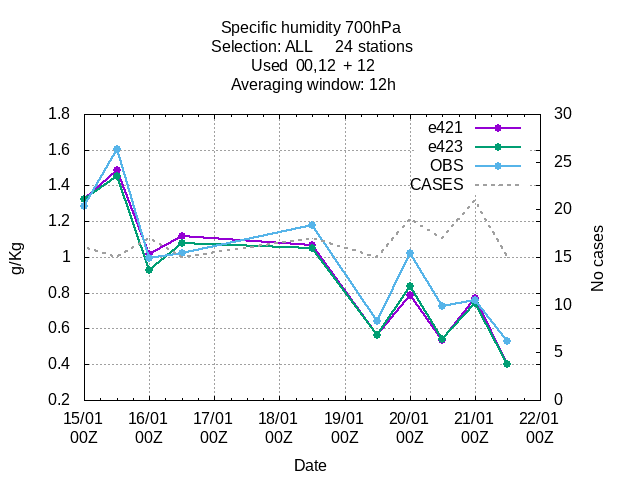 Specific humidity 700hPa
Selection: ALL 24 stations
Used 00,12 + 12
Averaging window: 12h
1.8 30
e421
e423
OBS
CASES
1.6 25
1.4 20
1.2
1 15
0.8 10
0.6 5
0.4
0.2 0
g/Kg
No cases
15/01 16/01 17/01 18/01 19/01 20/01 21/01 22/01
00Z 00Z 00Z 00Z 00Z 00Z 00Z 00Z
Date